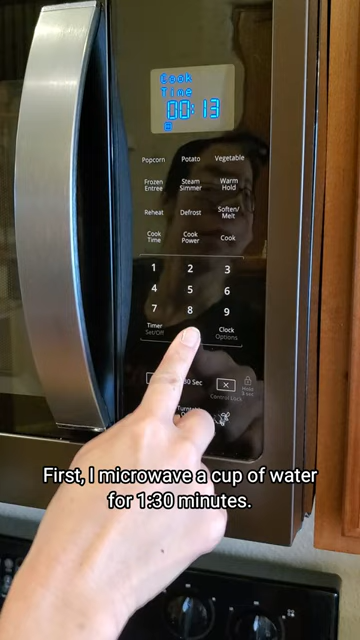 Cook
Time
00:13
Popcorn Potato Vegetable
Frozen Entree Steam Simmer Warm Hold
Reheat Defrost Soften/ Melt
Cook Time Cook Power Cook
1 2 3
4 5 6
7 8 9
Timer Set/Off Clock Options
30 Sec
Control Lock
First, I microwave a cup of water
for 1:30 minutes.